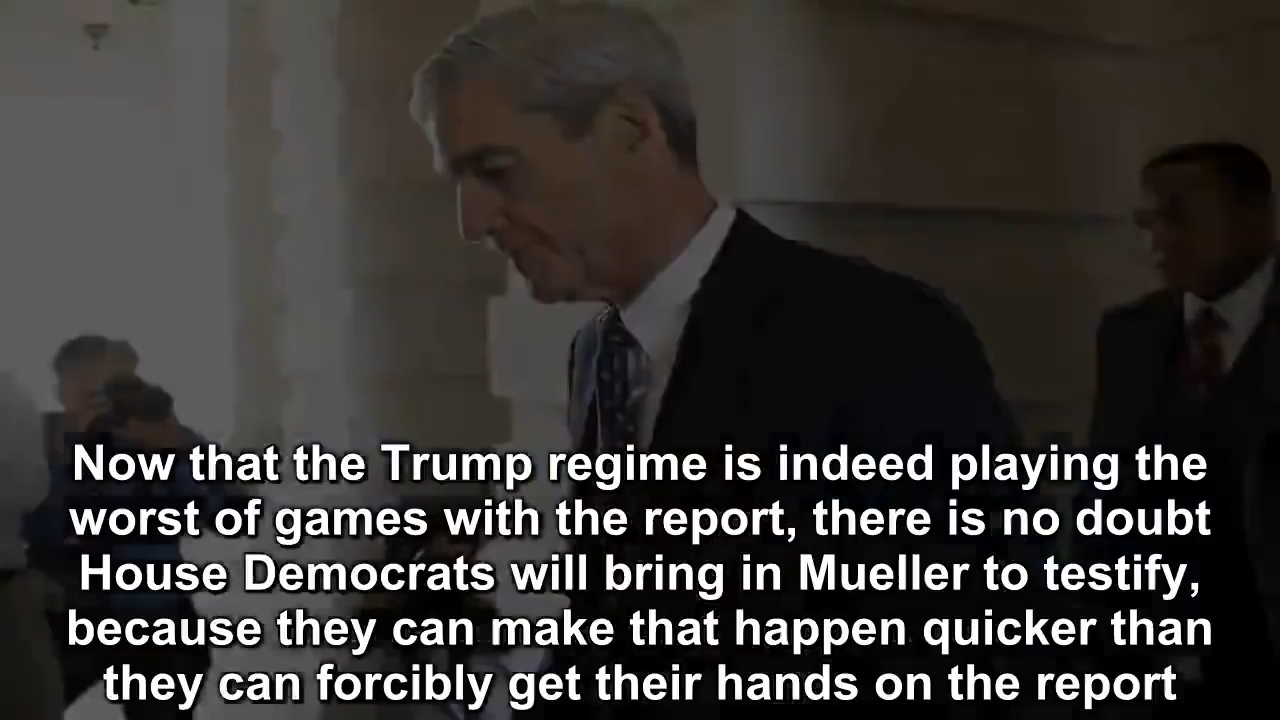 Now that the Trump regime is indeed playing the
worst of games with the report, there is no doubt
House Democrats will bring in Mueller to testify,
because they can make that happen quicker than
they can forcibly get their hands on the report